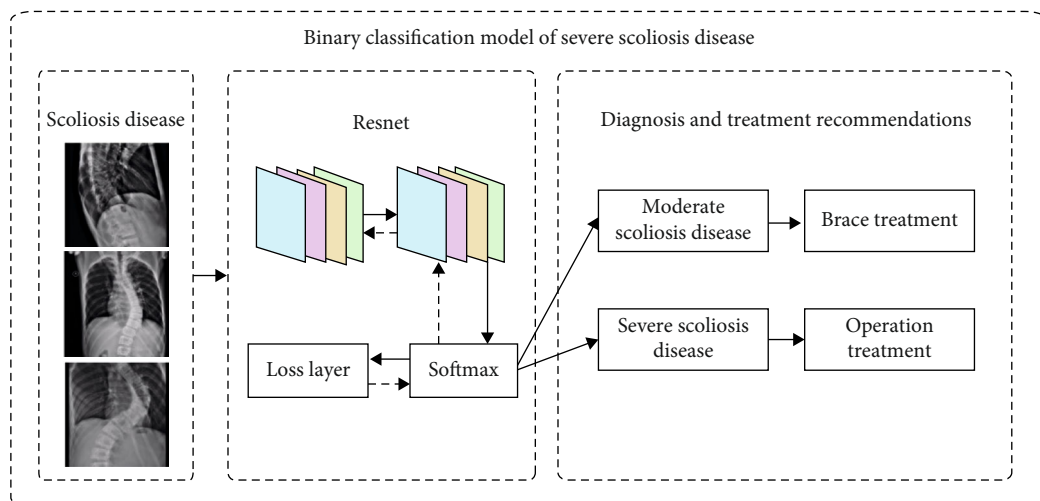 Binary classification model of severe scoliosis disease
Scoliosis disease
Resnet
Loss layer
Softmax
Diagnosis and treatment recommendations
Moderate
scoliosis disease
Brace treatment
Severe scoliosis
disease
Operation
treatment